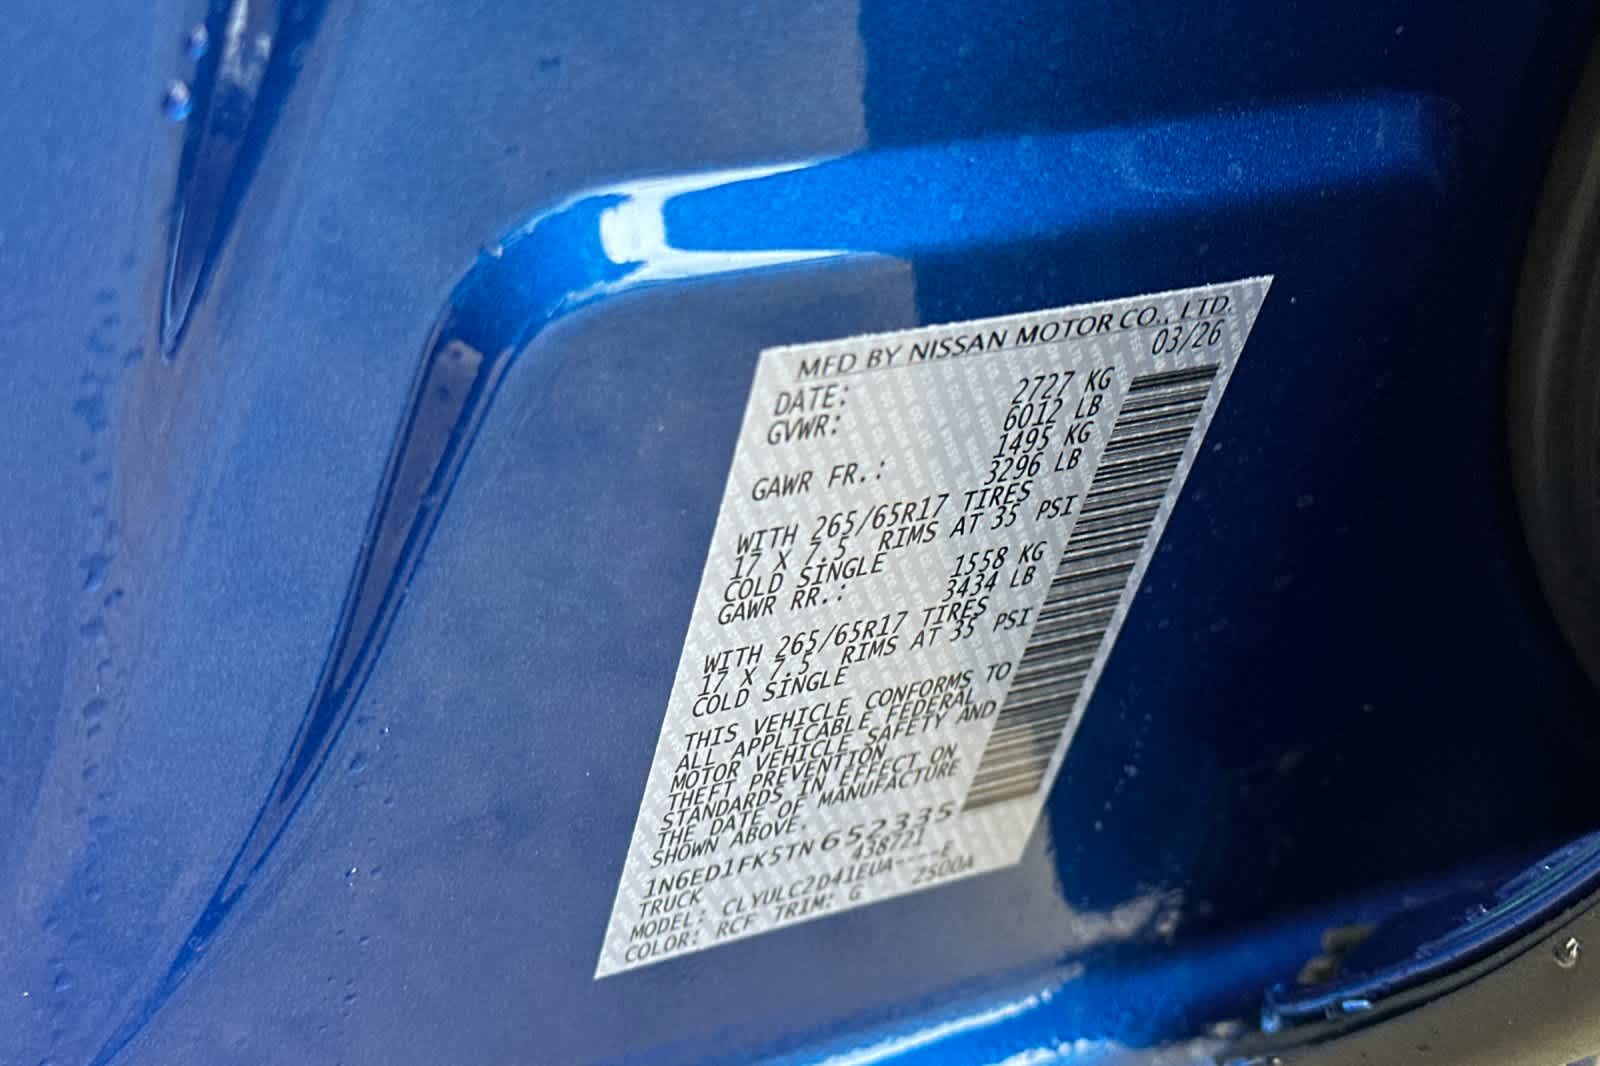 MFD BY NISSAN MOTOR CO., LTD.
DATE: 03/26
GVWR: 2727 KG
6012 LB
GAWR FR.: 1495 KG
3296 LB
WITH 265/65R17 TIRES
17 X 7.5 RIMS AT 35 PSI
COLD SINGLE
GAWR RR.: 1558 KG
3434 LB
WITH 265/65R17 TIRES
17 X 7.5 RIMS AT 35 PSI
COLD SINGLE
THIS VEHICLE CONFORMS TO
ALL APPLICABLE FEDERAL
MOTOR VEHICLE SAFETY AND
THEFT PREVENTION
STANDARDS IN EFFECT ON
THE DATE OF MANUFACTURE
SHOWN ABOVE.
1N6ED1FK5TN652335
TRUCK 438721
MODEL: CLYULC2D41EUA----E
COLOR: RCF TRIM: G 2500A